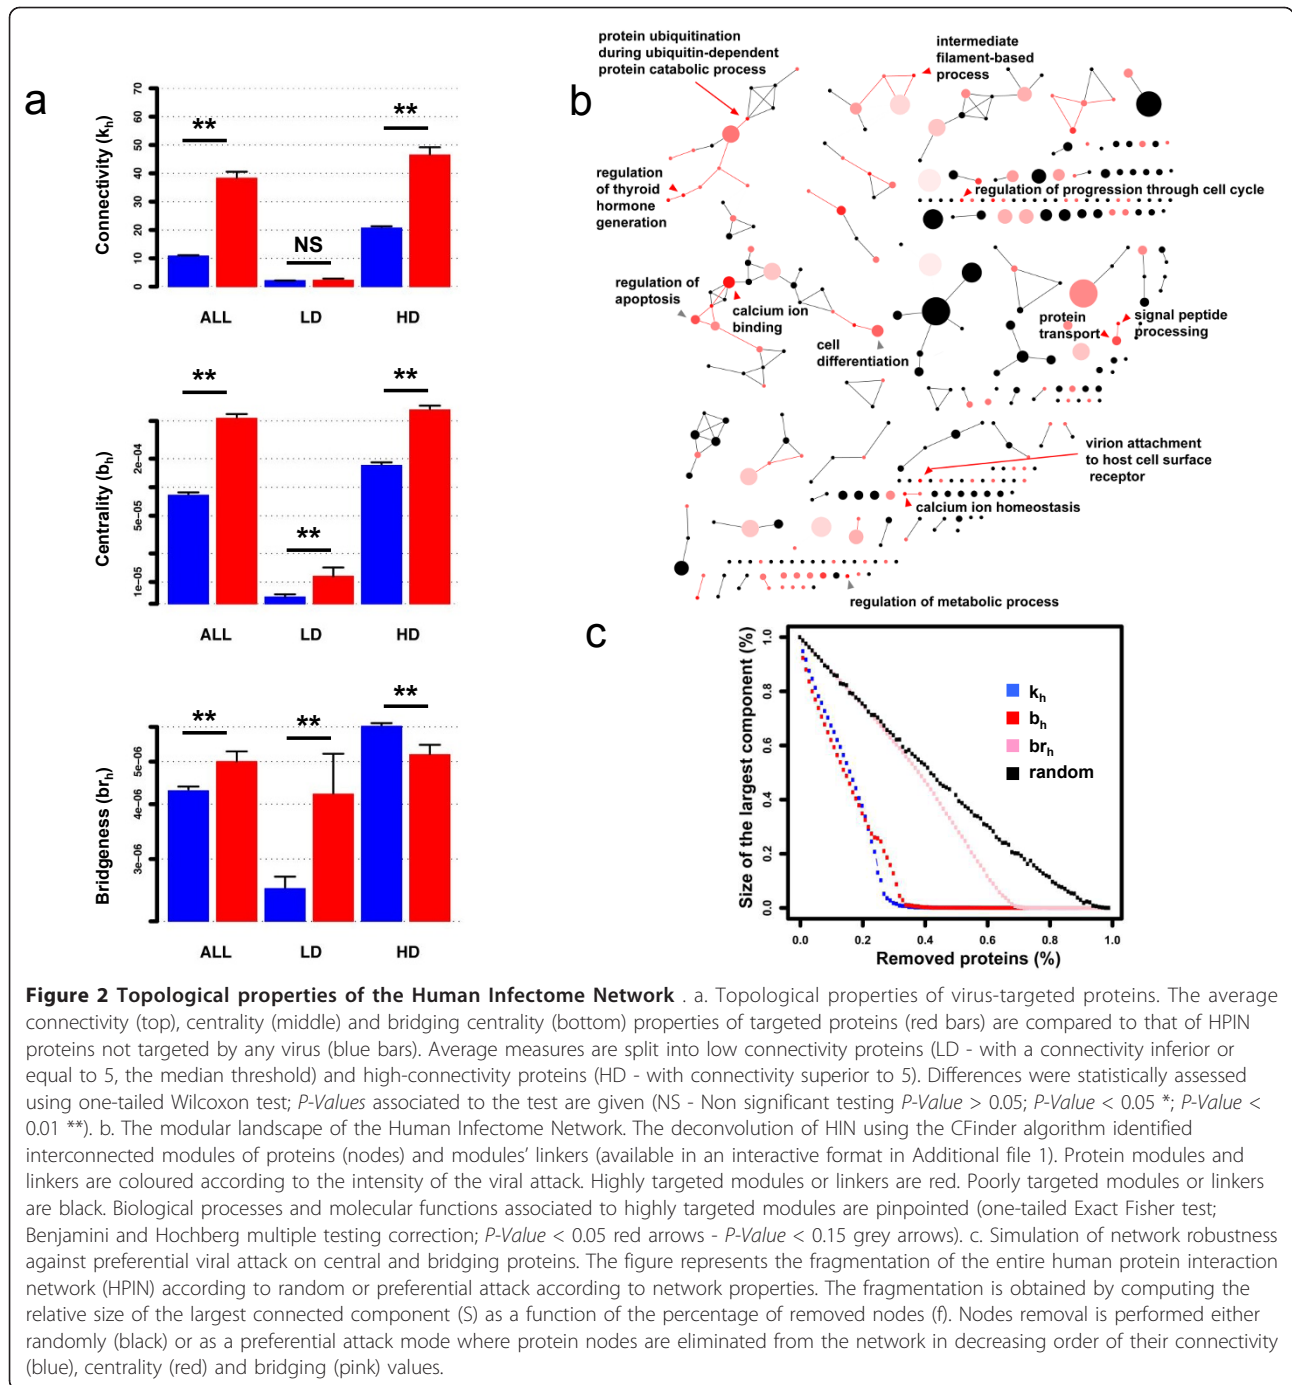 a
Connectivity (kh)
70
60
50
40
30
20
10
0
**
NS
**
ALL
LD
HD
Centrality (bh)
2e-04
5e-05
1e-05
**
**
**
ALL
LD
HD
Bridgeness (brh)
5e-06
4e-06
3e-06
**
**
**
ALL
LD
HD
b
protein ubiquitination
during ubiquitin-dependent
protein catabolic process
intermediate
filament-based
process
regulation
of thyroid
hormone
generation
regulation of progression through cell cycle
regulation of
apoptosis
calcium ion
binding
cell
differentiation
protein
transport
signal peptide
processing
virion attachment
to host cell surface
receptor
calcium ion homeostasis
regulation of metabolic process
c
Size of the largest component (%)
1.0
0.8
0.6
0.4
0.2
0.0
kh
bh
brh
random
0.0 0.2 0.4 0.6 0.8 1.0
Removed proteins (%)
Figure 2 Topological properties of the Human Infectome Network . a. Topological properties of virus-targeted proteins. The average
connectivity (top), centrality (middle) and bridging centrality (bottom) properties of targeted proteins (red bars) are compared to that of HPIN
proteins not targeted by any virus (blue bars). Average measures are split into low connectivity proteins (LD - with a connectivity inferior or
equal to 5, the median threshold) and high-connectivity proteins (HD - with connectivity superior to 5). Differences were statistically assessed
using one-tailed Wilcoxon test; P-Values associated to the test are given (NS - Non significant testing P-Value > 0.05; P-Value < 0.05 *; P-Value <
0.01 **). b. The modular landscape of the Human Infectome Network. The deconvolution of HIN using the CFinder algorithm identified
interconnected modules of proteins (nodes) and modules' linkers (available in an interactive format in Additional file 1). Protein modules and
linkers are coloured according to the intensity of the viral attack. Highly targeted modules or linkers are red. Poorly targeted modules or linkers
are black. Biological processes and molecular functions associated to highly targeted modules are pinpointed (one-tailed Exact Fisher test;
Benjamini and Hochberg multiple testing correction; P-Value < 0.05 red arrows - P-Value < 0.15 grey arrows). c. Simulation of network robustness
against preferential viral attack on central and bridging proteins. The figure represents the fragmentation of the entire human protein interaction
network (HPIN) according to random or preferential attack according to network properties. The fragmentation is obtained by computing the
relative size of the largest connected component (S) as a function of the percentage of removed nodes (f). Nodes removal is performed either
randomly (black) or as a preferential attack mode where protein nodes are eliminated from the network in decreasing order of their connectivity
(blue), centrality (red) and bridging (pink) values.